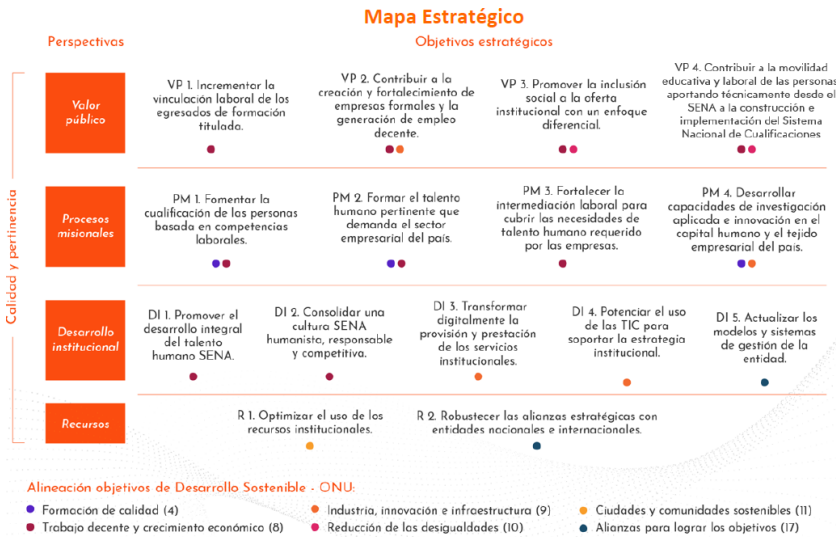 Mapa Estratégico
Perspectivas
Objetivos estratégicos
Calidad y pertinencia
Valor
público
VP 1. Incrementar la
vinculación laboral de los
egresados de formación
titulada.
VP 2. Contribuir a la
creación y fortalecimiento de
empresas formales y la
generación de empleo
decente.
VP 3. Promover la inclusión
social a la oferta
institucional con un enfoque
diferencial.
VP 4. Contribuir a la movilidad
educativa y laboral de las personas
aportando técnicamente desde el
SENA a la construcción e
implementación del Sistema
Nacional de Cualificaciones
Procesos
misionales
PM 1. Fomentar la
cualificación de las personas
basada en competencias
laborales.
PM 2. Formar el talento
humano pertinente que
demanda el sector
empresarial del país.
PM 3. Fortalecer la
intermediación laboral para
cubrir las necesidades de
talento humano requerido
por las empresas.
PM 4. Desarrollar
capacidades de investigación
aplicada e innovación en el
capital humano y el tejido
empresarial del país.
Desarrollo
institucional
DI 1. Promover el
desarrollo integral
del talento
humano SENA.
DI 2. Consolidar una
cultura SENA
humanista, responsable
y competitiva.
DI 3. Transformar
digitalmente la
provisión y prestación
de los servicios
institucionales.
DI 4. Potenciar el uso
de las TIC para
soportar la estrategia
institucional.
DI 5. Actualizar los
modelos y sistemas
de gestión de la
entidad.
Recursos
R 1. Optimizar el uso de los
recursos institucionales.
R 2. Robustecer las alianzas estratégicas con
entidades nacionales e internacionales.
Alineación objetivos de Desarrollo Sostenible - ONU:
Formación de calidad (4)
Industria, innovación e infraestructura (9)
Ciudades y comunidades sostenibles (11)
Trabajo decente y crecimiento económico (8)
Reducción de las desigualdades (10)
Alianzas para lograr los objetivos (17)